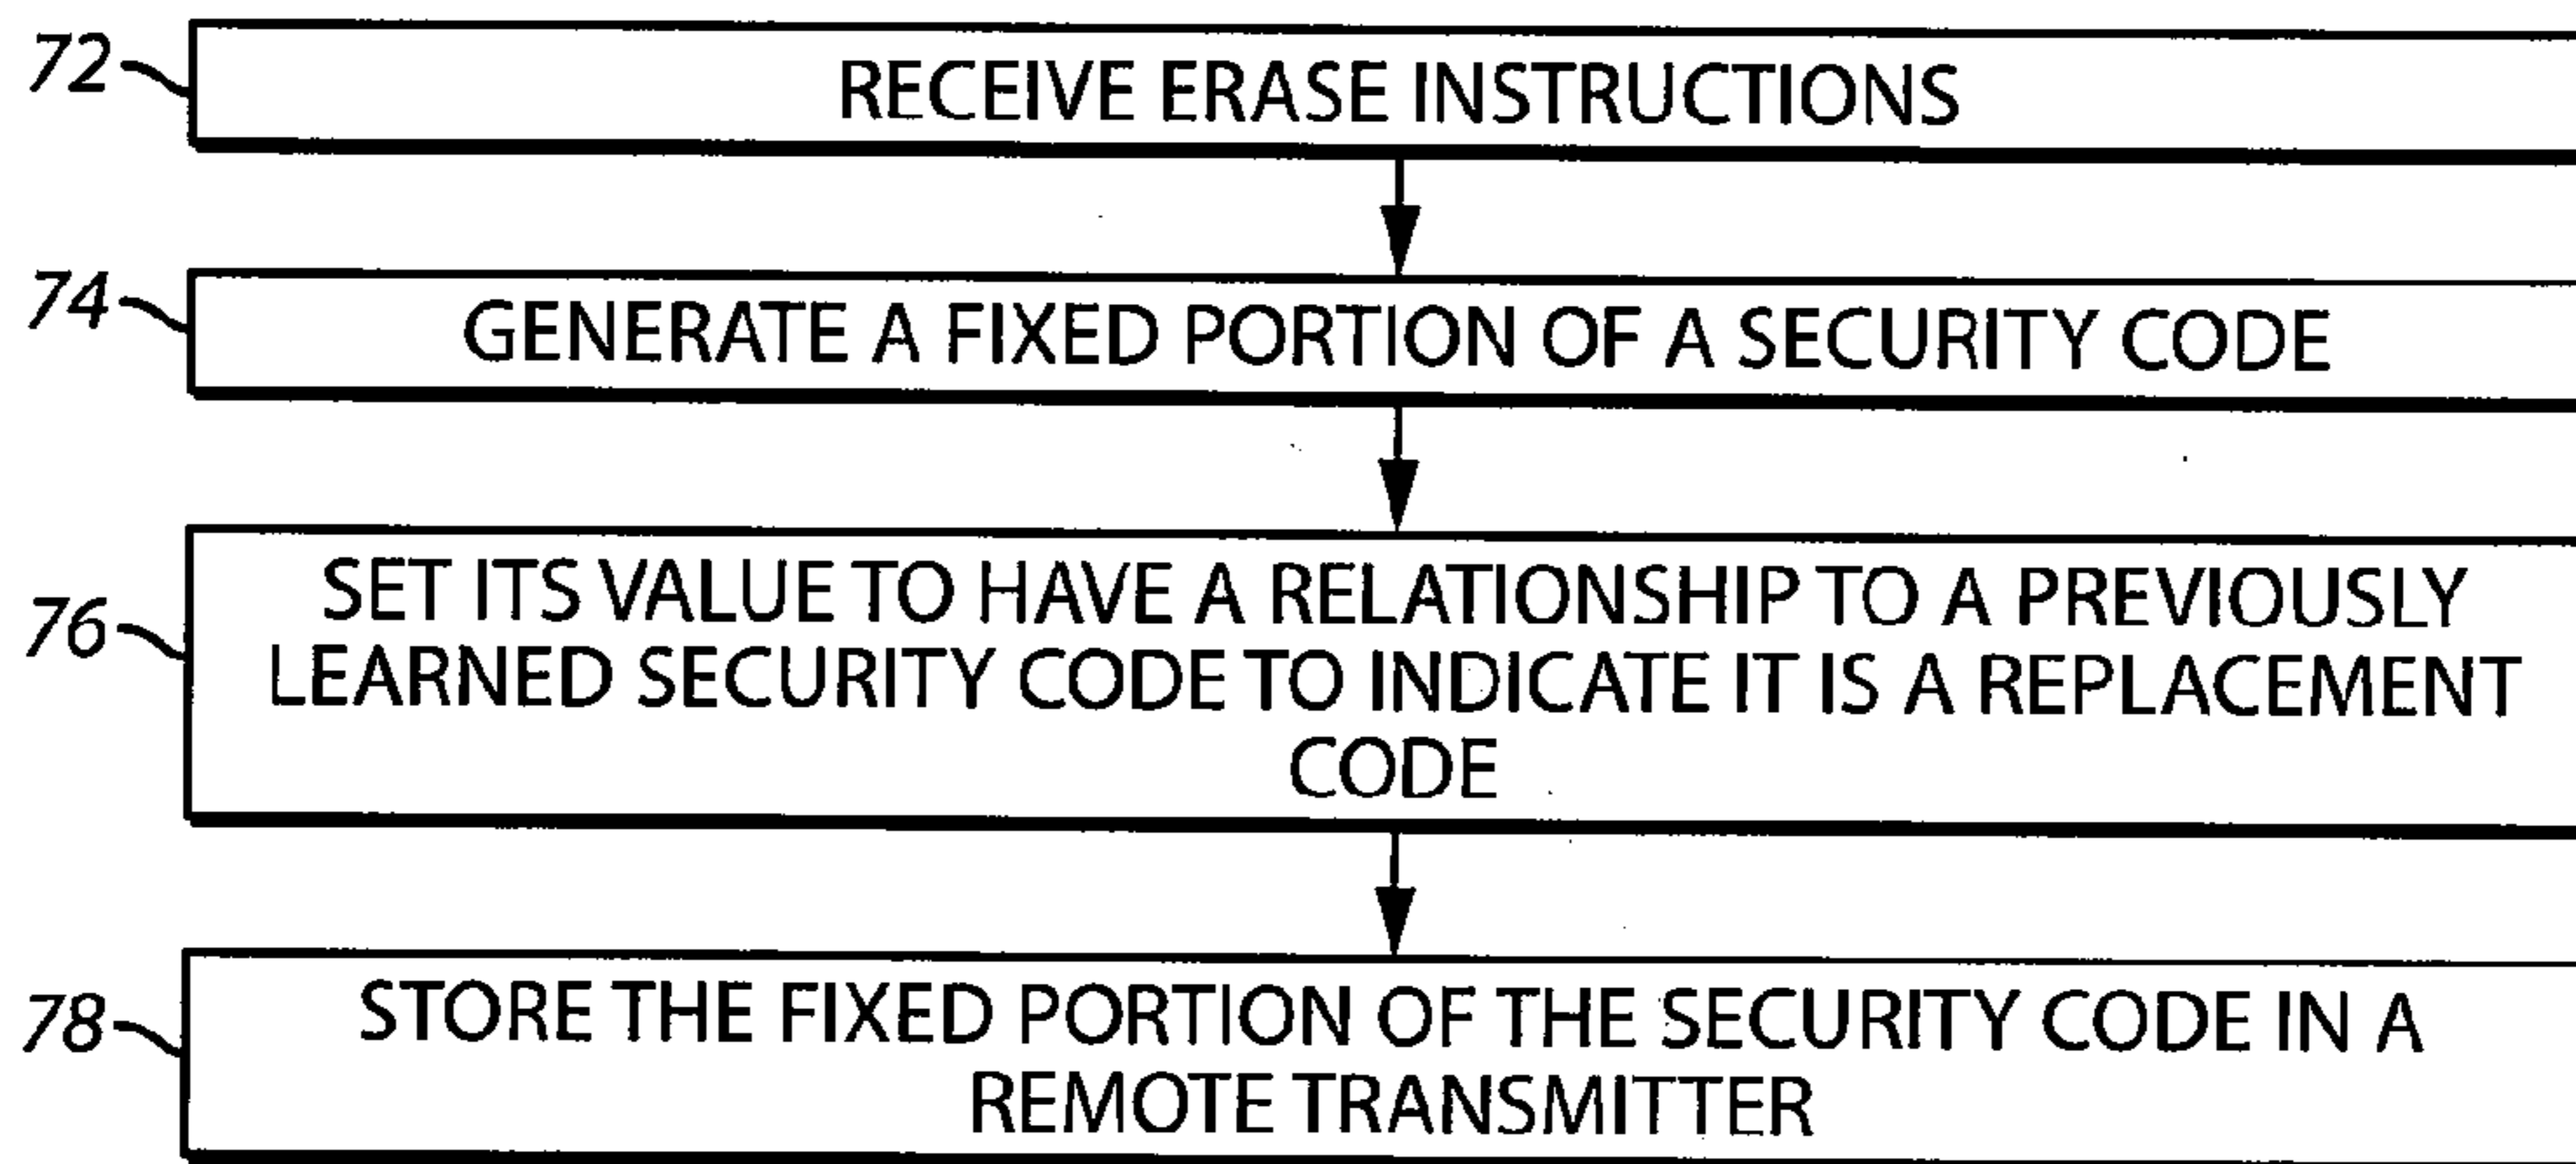 72
RECEIVE ERASE INSTRUCTIONS
74
GENERATE A FIXED PORTION OF A SECURITY CODE
76
SET ITS VALUE TO HAVE A RELATIONSHIP TO A PREVIOUSLY
LEARNED SECURITY CODE TO INDICATE IT IS A REPLACEMENT
CODE
78
STORE THE FIXED PORTION OF THE SECURITY CODE IN A
REMOTE TRANSMITTER